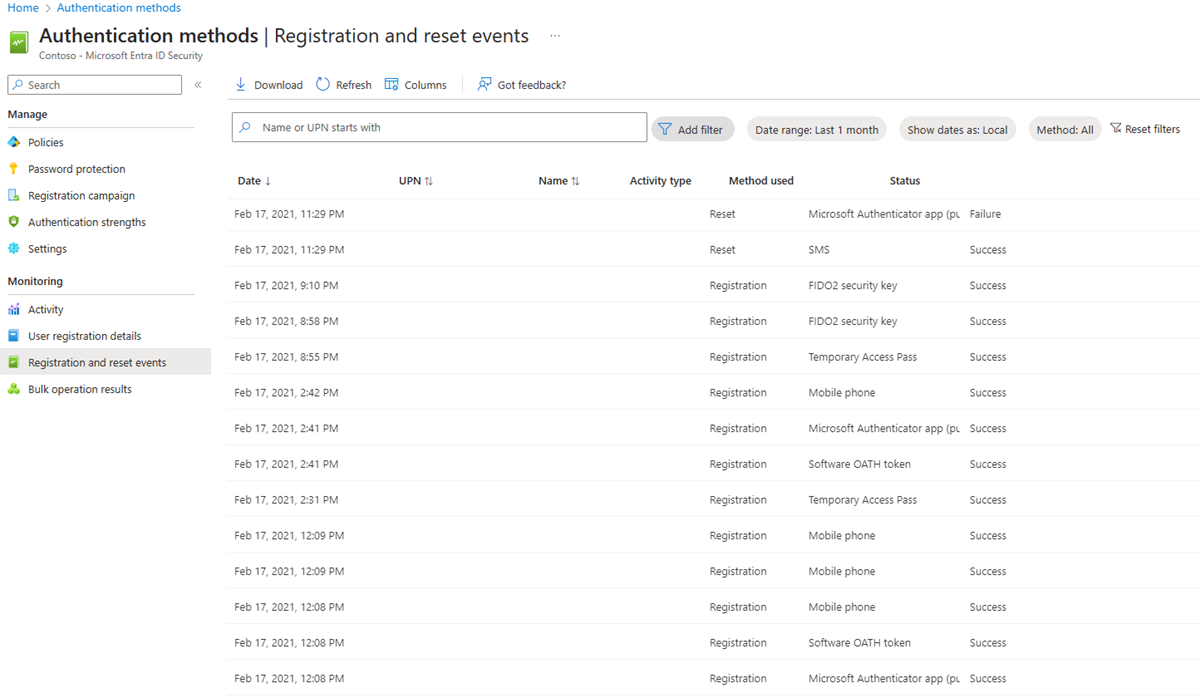 Home > Authentication methods
Authentication methods | Registration and reset events ...
Contoso - Microsoft Entra ID Security
Search «
Download Refresh Columns Got feedback?
Manage
Policies
Password protection
Registration campaign
Authentication strengths
Settings
Monitoring
Activity
User registration details
Registration and reset events
Bulk operation results
Name or UPN starts with Add filter Date range: Last 1 month Show dates as: Local Method: All Reset filters
Date ↓ UPN ↑↓ Name ↑↓ Activity type Method used Status
Feb 17, 2021, 11:29 PM Reset Microsoft Authenticator app (pu Failure
Feb 17, 2021, 11:29 PM Reset SMS Success
Feb 17, 2021, 9:10 PM Registration FIDO2 security key Success
Feb 17, 2021, 8:58 PM Registration FIDO2 security key Success
Feb 17, 2021, 8:55 PM Registration Temporary Access Pass Success
Feb 17, 2021, 2:42 PM Registration Mobile phone Success
Feb 17, 2021, 2:41 PM Registration Microsoft Authenticator app (pu Success
Feb 17, 2021, 2:41 PM Registration Software OATH token Success
Feb 17, 2021, 2:31 PM Registration Temporary Access Pass Success
Feb 17, 2021, 12:09 PM Registration Mobile phone Success
Feb 17, 2021, 12:09 PM Registration Mobile phone Success
Feb 17, 2021, 12:08 PM Registration Mobile phone Success
Feb 17, 2021, 12:08 PM Registration Software OATH token Success
Feb 17, 2021, 12:08 PM Registration Microsoft Authenticator app (pu Success